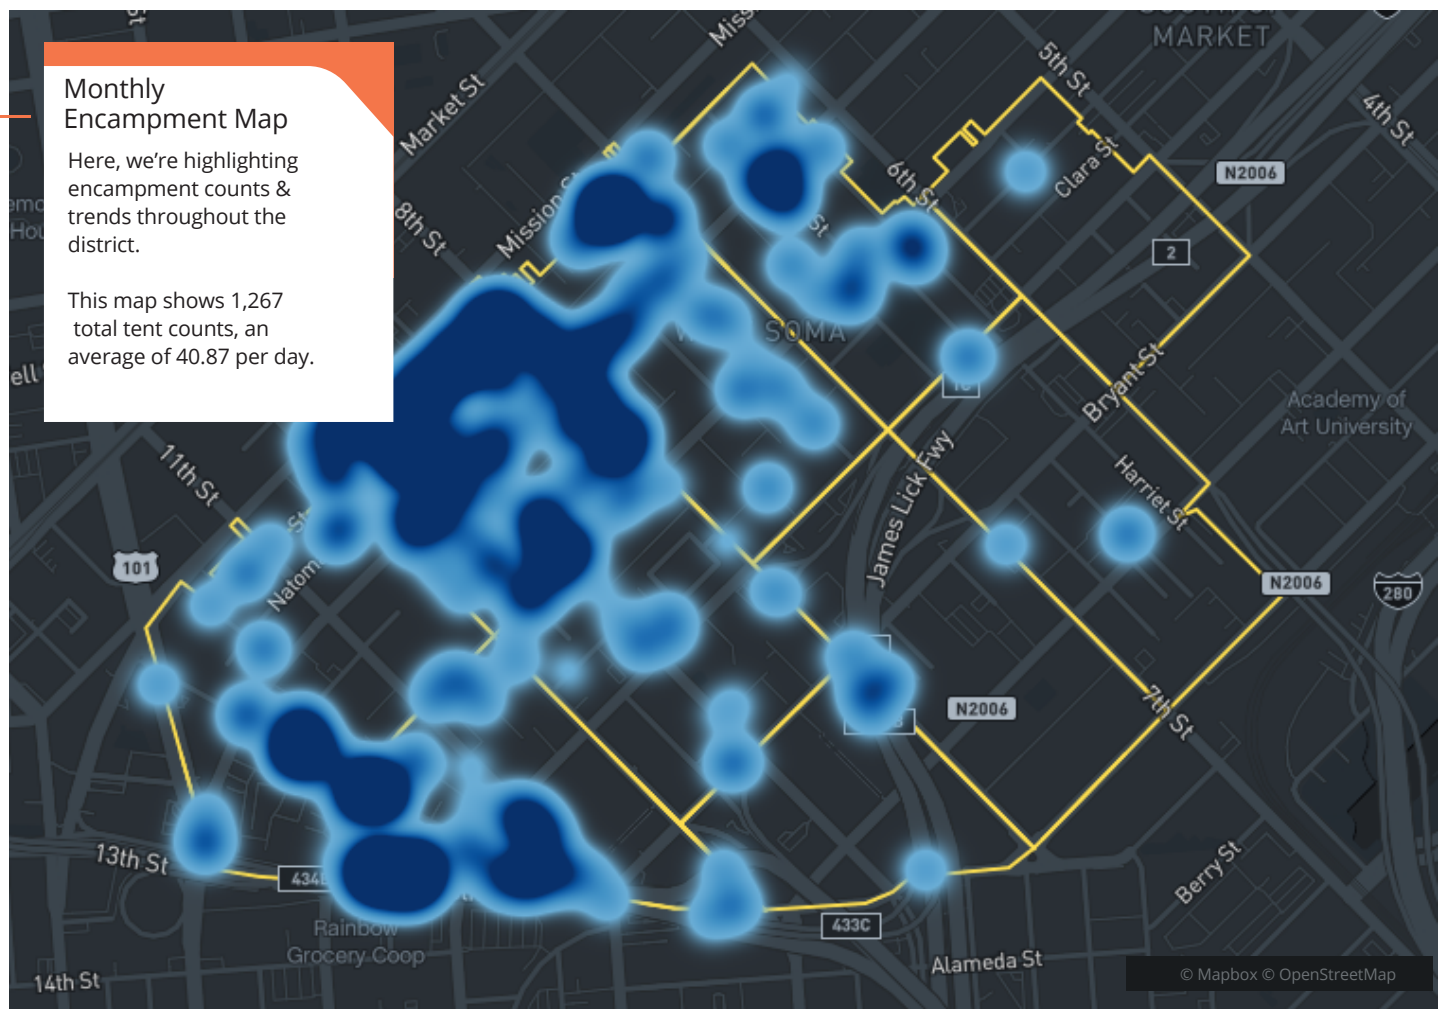 Monthly
Encampment Map
Here, we're highlighting
encampment counts &
trends throughout the
district.
This map shows 1,267
total tent counts, an
average of 40.87 per day.
MARKET
5th St
4th St
Market St
Clara St
N2006
6th St
8th St
Mission St
2
St
SOMA
Bryant St
Academy of
Art University
11th St
James Lick Fwy
Harriet St
St
101
N2006
280
Natom
N2006
7th St
13th St
Berry St
433C
Rainbow
Grocery Coop
Alameda St
14th St
© Mapbox © OpenStreetMap